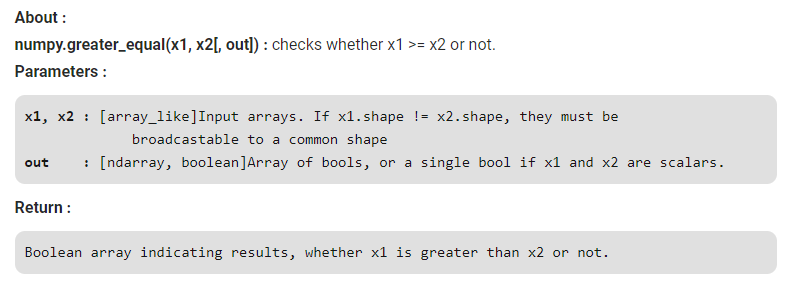 About :
numpy.greater_equal(x1, x2[, out]) : checks whether x1 >= x2 or not.
Parameters :
x1, x2 : [array_like]Input arrays. If x1.shape != x2.shape, they must be
broadcastable to a common shape
out : [ndarray, boolean]Array of bools, or a single bool if x1 and x2 are scalars.
Return :
Boolean array indicating results, whether x1 is greater than x2 or not.